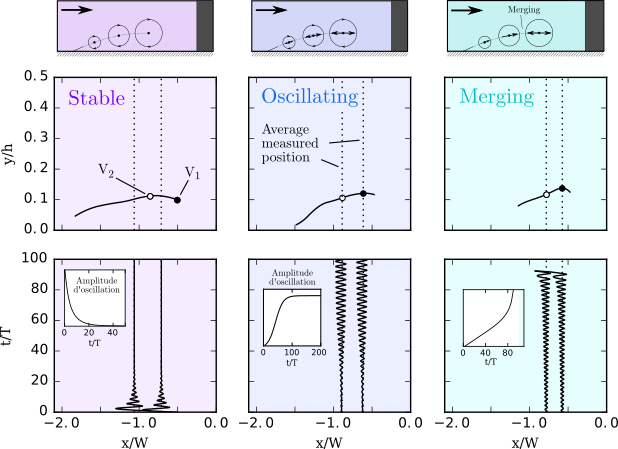 Merging
Stable
Oscillating
Merging
y/h
0.5
0.4
0.3
0.2
0.1
0.0
V2
V1
Average
measured
position
t/T
100
80
60
40
20
0
Amplitude
d'oscillation
0 20 40
t/T
Amplitude
d'oscillation
0 100 200
t/T
0 40 80
t/T
−2.0 −1.0 0.0
−2.0 −1.0 0.0
−2.0 −1.0 0.0
x/W
x/W
x/W